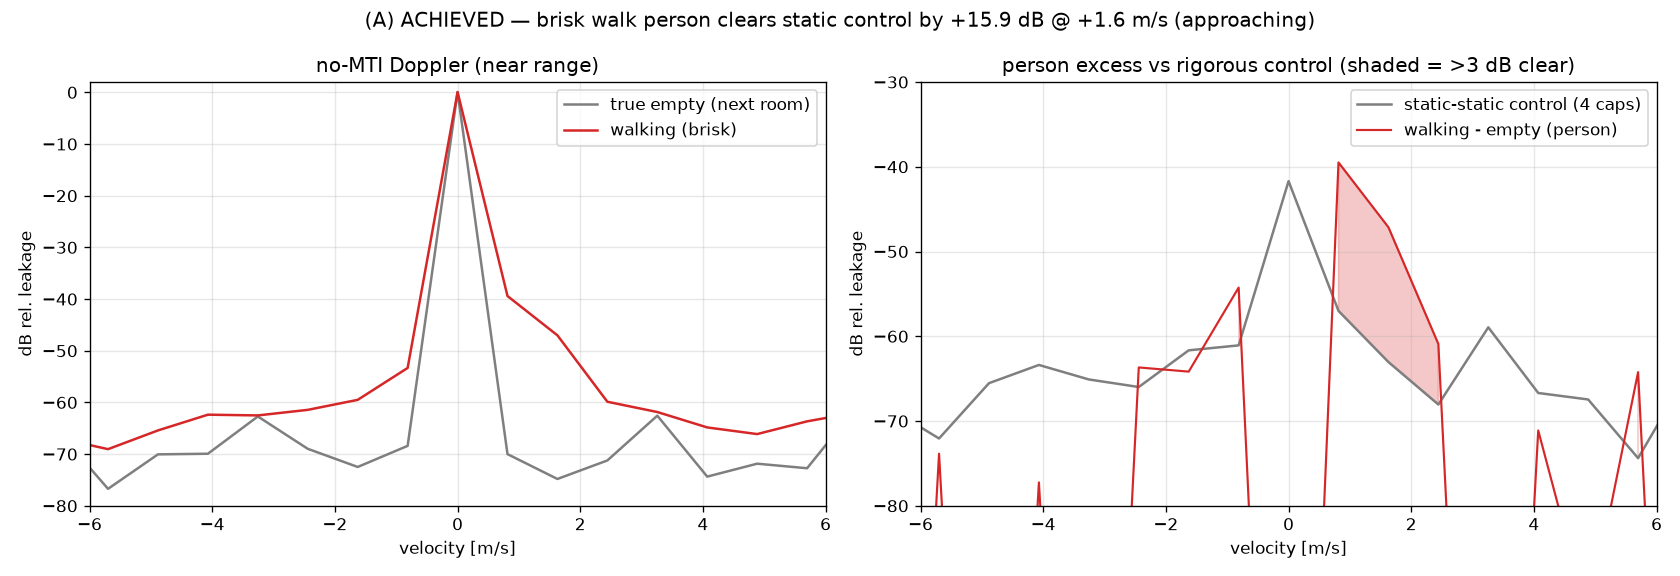 (A) ACHIEVED — brisk walk person clears static control by +15.9 dB @ +1.6 m/s (approaching)
no-MTI Doppler (near range)
dB rel. leakage
0
−10
−20
−30
−40
−50
−60
−70
−80
true empty (next room)
walking (brisk)
−6
−4
−2
0
2
4
6
velocity [m/s]
person excess vs rigorous control (shaded = >3 dB clear)
dB rel. leakage
−30
−40
−50
−60
−70
−80
static-static control (4 caps)
walking - empty (person)
−6
−4
−2
0
2
4
6
velocity [m/s]